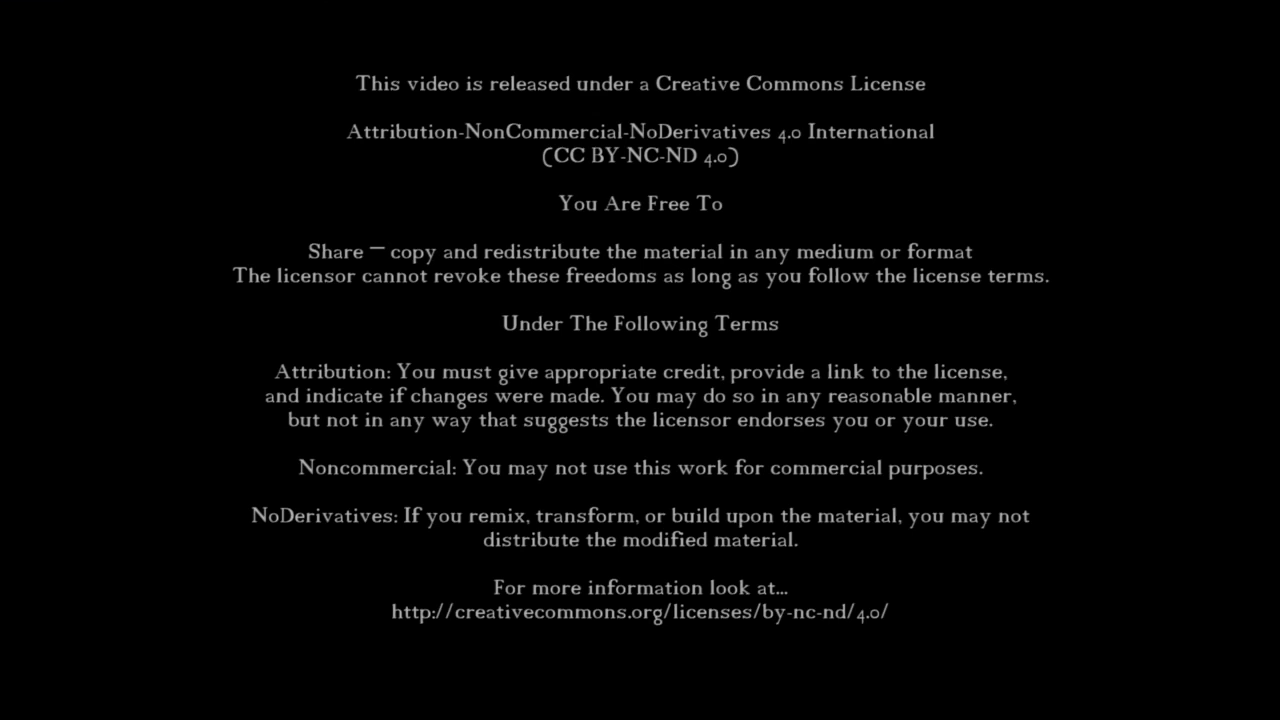 This video is released under a Creative Commons License
Attribution-NonCommercial-NoDerivatives 4.0 International
(CC BY-NC-ND 4.0)
You Are Free To
Share — copy and redistribute the material in any medium or format
The licensor cannot revoke these freedoms as long as you follow the license terms.
Under The Following Terms
Attribution: You must give appropriate credit, provide a link to the license,
and indicate if changes were made. You may do so in any reasonable manner,
but not in any way that suggests the licensor endorses you or your use.
Noncommercial: You may not use this work for commercial purposes.
NoDerivatives: If you remix, transform, or build upon the material, you may not
distribute the modified material.
For more information look at...
http://creativecommons.org/licenses/by-nc-nd/4.0/